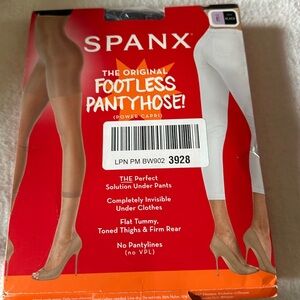 SPANX
THE ORIGINAL
FOOTLESS
PANTYHOSE!
(POWER CAPRI)
LPN PM BW902 3928
THE Perfect
Solution Under Pants
Completely Invisible
Under Clothes
Flat Tummy,
Toned Thighs & Firm Rear
No Pantylines
(no VPL)